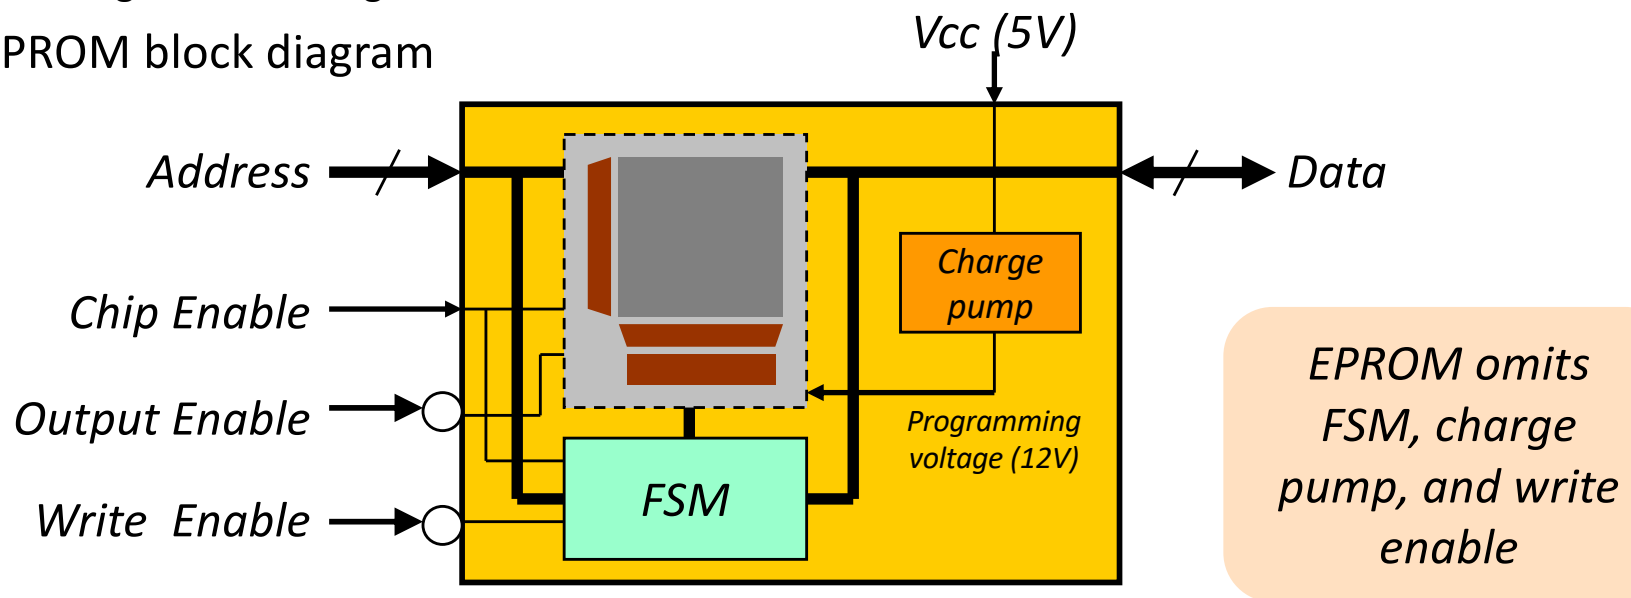 PROM block diagram
Vcc (5V)
Address
Data
Charge
pump
Chip Enable
EPROM omits
FSM, charge
pump, and write
enable
Output Enable
Programming
voltage (12V)
FSM
Write Enable